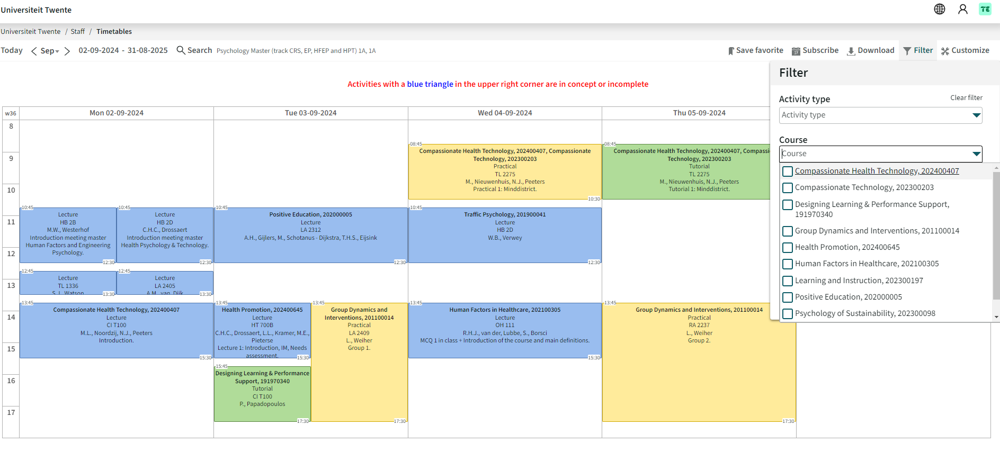 Universiteit Twente
Universiteit Twente / Staff / Timetables
Today Sep 02-09-2024 - 31-08-2025 Search Psychology Master (track CRS, EP, HFEP and HPT) 1A, 1A
Save favorite 17 Subscribe Download Filter Customize
Activities with a blue triangle in the upper right corner are in concept or incomplete
w36 Mon 02-09-2024 Tue 03-09-2024 Wed 04-09-2024 Thu 05-09-2024
8
9
10
11
12
13
14
15
16
17
10:45
Lecture
HB 2B
M.W., Westerhof
Introduction meeting master
Human Factors and Engineering
Psychology.
12:30
10:45
Lecture
HB 2D
C.H.C., Drossaert
Introduction meeting master
Health Psychology & Technology.
12:30
12:45
Lecture
TL 1336
S.J., Watson
13:30
12:45
Lecture
LA 2405
A.M., van, Dijk
13:30
13:45
Compassionate Health Technology, 202400407
Lecture
CI T100
M.L., Noordzij, N.J., Peeters
Introduction.
15:30
10:45
Positive Education, 202000005
Lecture
LA 2312
A.H., Gijlers, M., Schotanus - Dijkstra, T.H.S., Eijsink
12:30
13:45
Health Promotion, 202400645
Lecture
HT 700B
C.H.C., Drossaert, L.L., Kramer, M.E.,
Pieterse
Lecture 1: Introduction, IM, Needs
assessment.
15:30
13:45
Group Dynamics and
Interventions, 201100014
Practical
LA 2409
L., Weiher
Group 1.
17:30
15:45
Designing Learning & Performance
Support, 191970340
Tutorial
CI T100
P., Papadopoulos
17:30
08:45
Compassionate Health Technology, 202400407, Compassionate
Technology, 202300203
Practical
TL 2275
M., Nieuwenhuis, N.J., Peeters
Practical 1: Minddistrict.
10:30
10:45
Traffic Psychology, 201900041
Lecture
HB 2D
W.B., Verwey
12:30
13:45
Human Factors in Healthcare, 202100305
Lecture
OH 111
R.H.J., van der, Lubbe, S., Borsci
MCQ 1 in class + Introduction of the course and main definitions.
15:30
08:45
Compassionate Health Technology, 202400407, Compassi
Technology, 202300203
Tutorial
TL 2275
M., Nieuwenhuis, N.J., Peeters
Tutorial 1: Minddistrict.
13:45
Group Dynamics and Interventions, 201100014
Practical
RA 2237
L., Weiher
Group 2.
17:30
Filter
Activity type Clear filter
Activity type
Course
Course
Compassionate Health Technology, 202400407
Compassionate Technology, 202300203
Designing Learning & Performance Support,
191970340
Group Dynamics and Interventions, 201100014
Health Promotion, 202400645
Human Factors in Healthcare, 202100305
Learning and Instruction, 202300197
Positive Education, 202000005
Psychology of Sustainability, 202300098